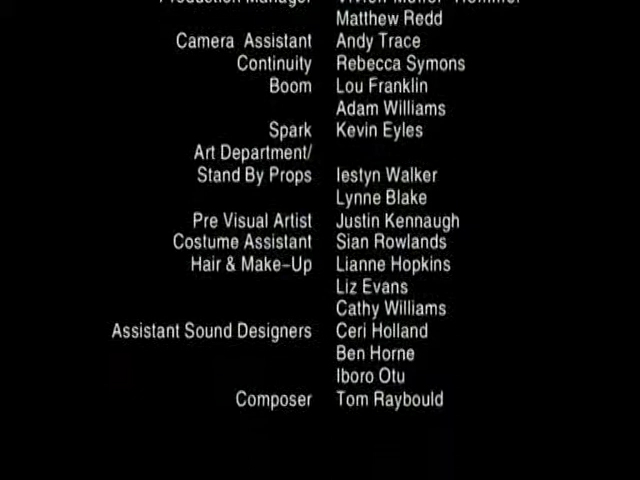 Production Manager
Matthew Redd
Camera Assistant Andy Trace
Continuity Rebecca Symons
Boom Lou Franklin
Adam Williams
Spark Kevin Eyles
Art Department/
Stand By Props Iestyn Walker
Lynne Blake
Pre Visual Artist Justin Kennaugh
Costume Assistant Sian Rowlands
Hair & Make-Up Lianne Hopkins
Liz Evans
Cathy Williams
Assistant Sound Designers Ceri Holland
Ben Horne
Iboro Otu
Composer Tom Raybould